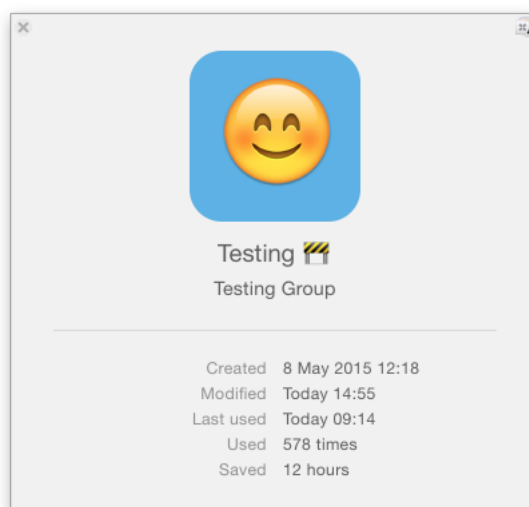 Testing 🚧
Testing Group
Created 8 May 2015 12:18
Modified Today 14:55
Last used Today 09:14
Used 578 times
Saved 12 hours